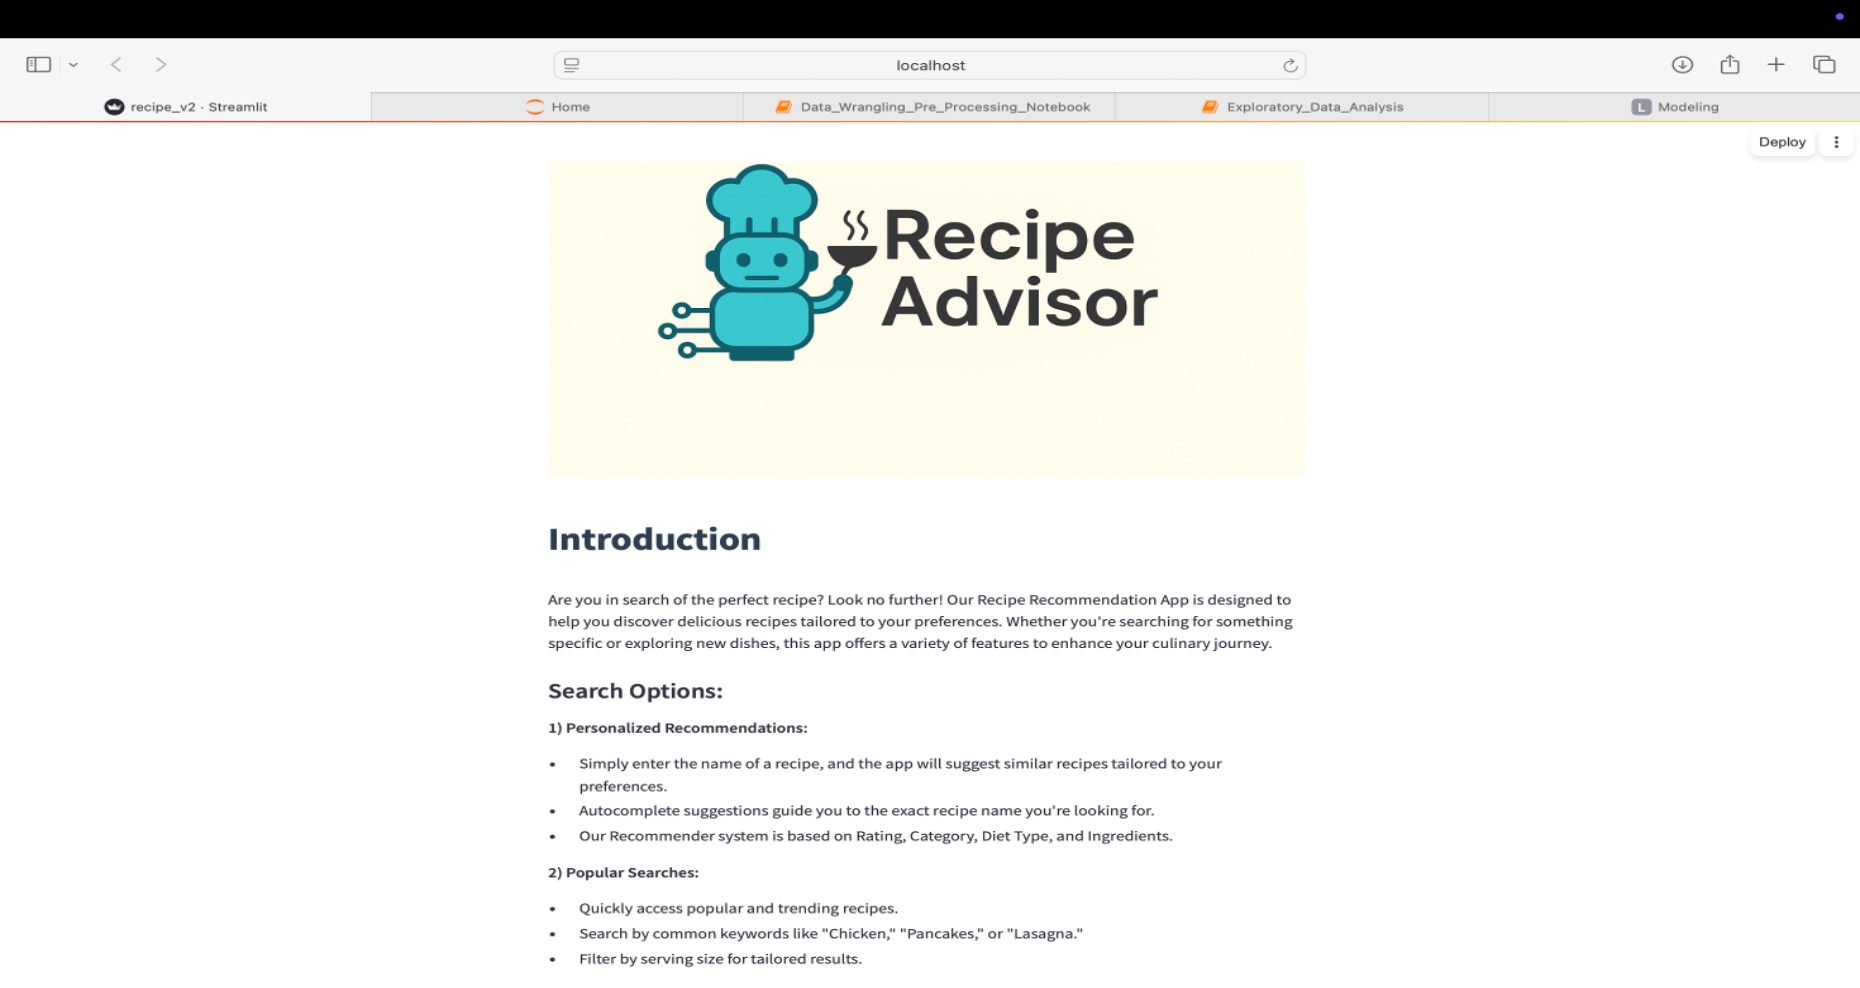 localhost
recipe_v2 · Streamlit
Home
Data_Wrangling_Pre_Processing_Notebook
Exploratory_Data_Analysis
L Modeling
Deploy
Recipe
Advisor
Introduction
Are you in search of the perfect recipe? Look no further! Our Recipe Recommendation App is designed to
help you discover delicious recipes tailored to your preferences. Whether you're searching for something
specific or exploring new dishes, this app offers a variety of features to enhance your culinary journey.
Search Options:
1) Personalized Recommendations:
• Simply enter the name of a recipe, and the app will suggest similar recipes tailored to your
preferences.
• Autocomplete suggestions guide you to the exact recipe name you're looking for.
• Our Recommender system is based on Rating, Category, Diet Type, and Ingredients.
2) Popular Searches:
• Quickly access popular and trending recipes.
• Search by common keywords like "Chicken," "Pancakes," or "Lasagna."
• Filter by serving size for tailored results.